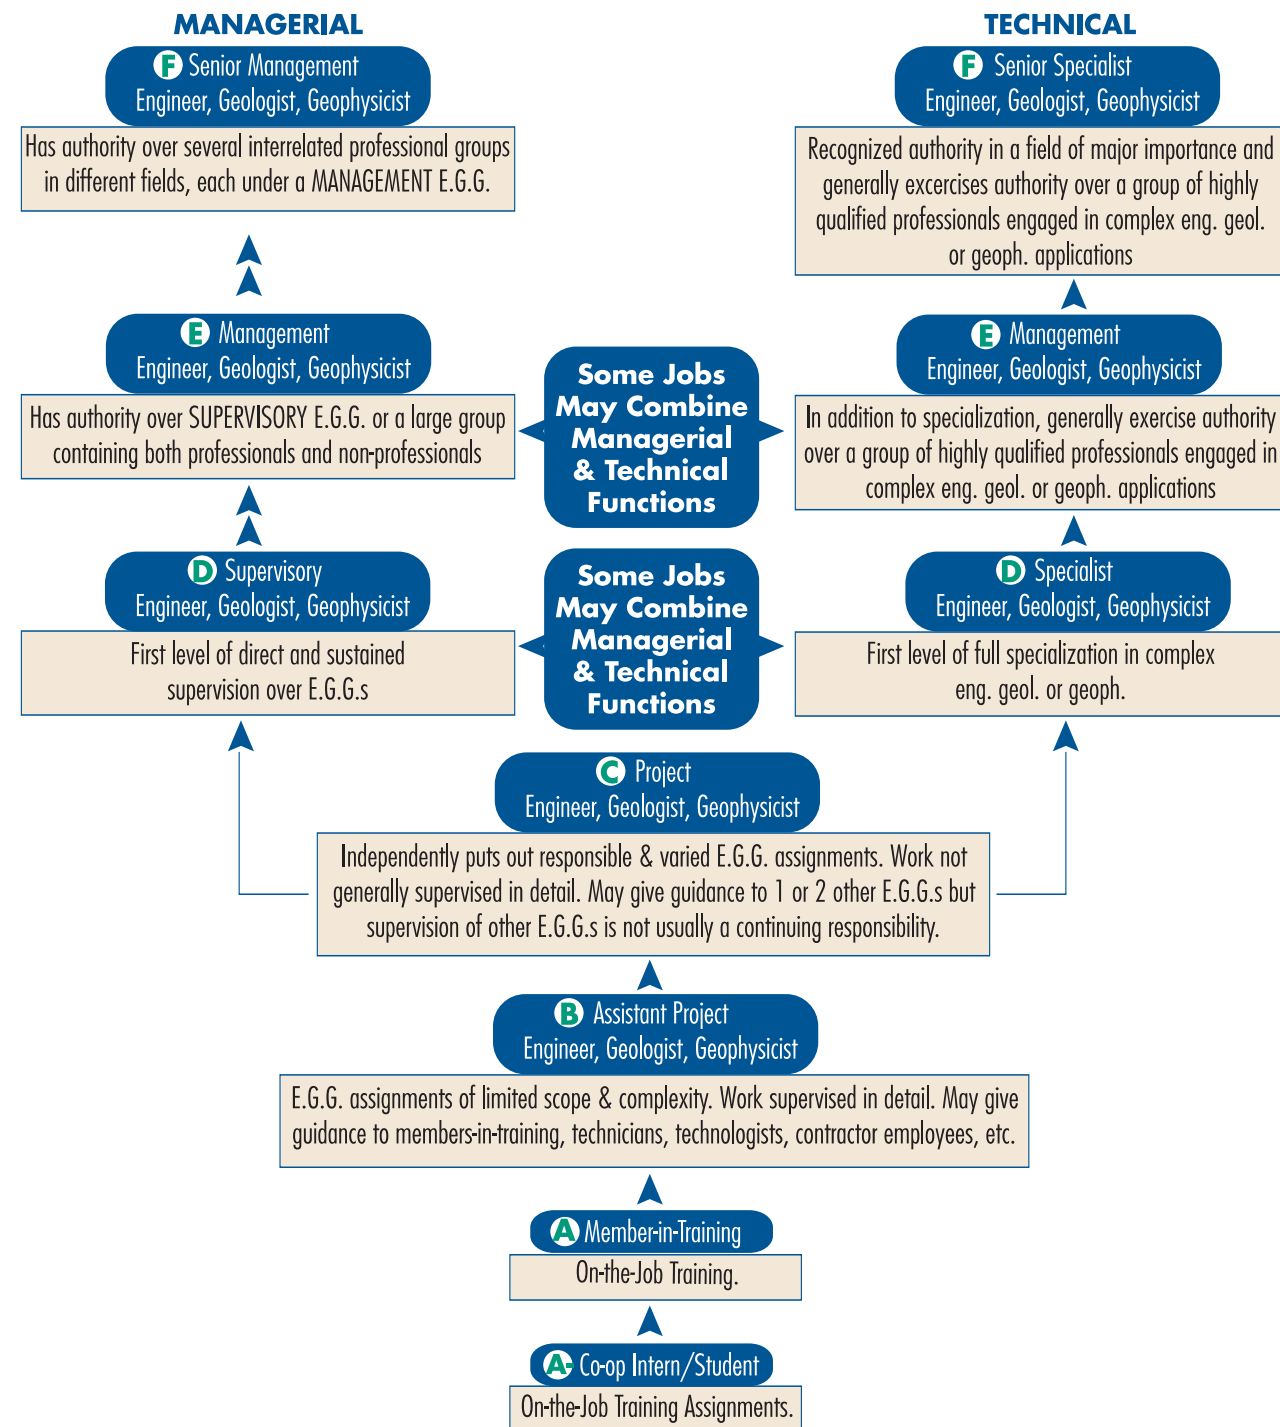 MANAGERIAL
F Senior Management
Engineer, Geologist, Geophysicist
Has authority over several interrelated professional groups
in different fields, each under a MANAGEMENT E.G.G.
E Management
Engineer, Geologist, Geophysicist
Has authority over SUPERVISORY E.G.G. or a large group
containing both professionals and non-professionals
D Supervisory
Engineer, Geologist, Geophysicist
First level of direct and sustained
supervision over E.G.G.s
TECHNICAL
F Senior Specialist
Engineer, Geologist, Geophysicist
Recognized authority in a field of major importance and
generally excercises authority over a group of highly
qualified professionals engaged in complex eng. geol.
or geoph. applications
E Management
Engineer, Geologist, Geophysicist
In addition to specialization, generally exercise authority
over a group of highly qualified professionals engaged in
complex eng. geol. or geoph. applications
D Specialist
Engineer, Geologist, Geophysicist
First level of full specialization in complex
eng. geol. or geoph.
Some Jobs
May Combine
Managerial
& Technical
Functions
Some Jobs
May Combine
Managerial
& Technical
Functions
C Project
Engineer, Geologist, Geophysicist
Independently puts out responsible & varied E.G.G. assignments. Work not
generally supervised in detail. May give guidance to 1 or 2 other E.G.G.s but
supervision of other E.G.G.s is not usually a continuing responsibility.
B Assistant Project
Engineer, Geologist, Geophysicist
E.G.G. assignments of limited scope & complexity. Work supervised in detail. May give
guidance to members-in-training, technicians, technologists, contractor employees, etc.
A Member-in-Training
On-the-Job Training.
A- Co-op Intern/Student
On-the-Job Training Assignments.